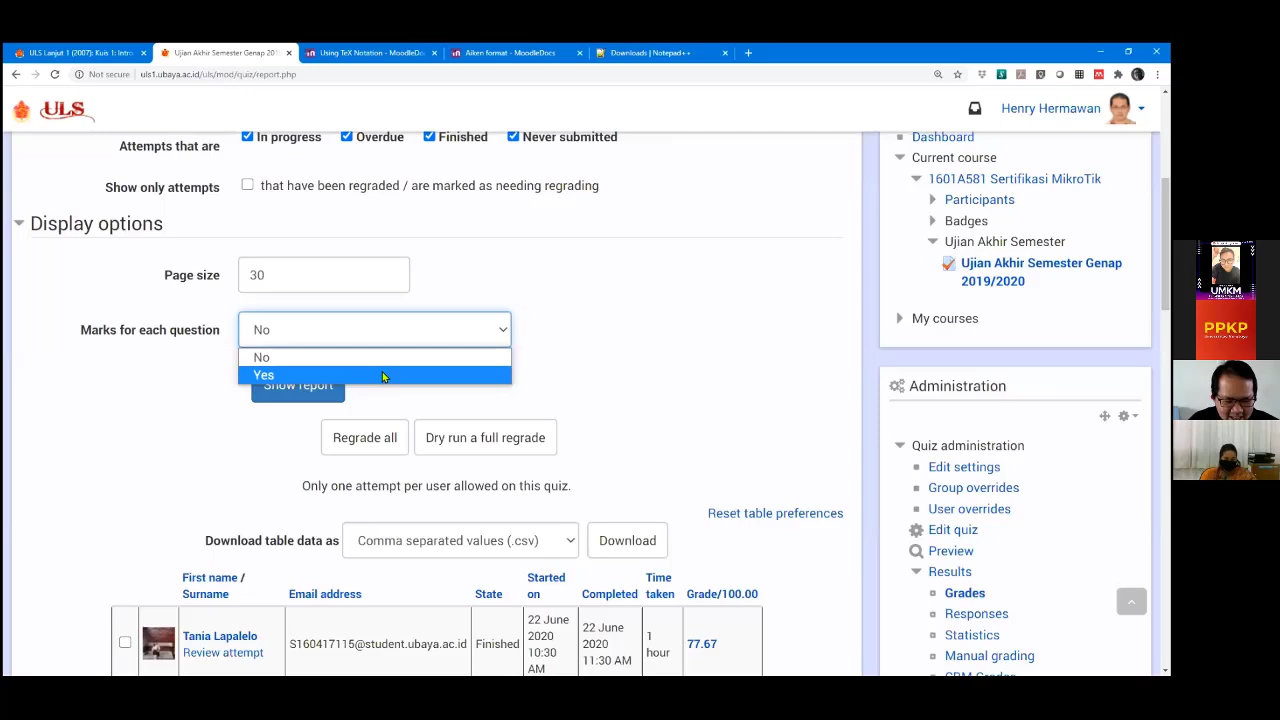 ULS Lanjut 1 (2007): Kuis 1: Intro
Ujian Akhir Semester Genap 201
Using TeX Notation - MoodleDoc
Aiken format - MoodleDocs
Downloads | Notepad++
Not secure
uls1.ubaya.ac.id/uls/mod/quiz/report.php
ULS
Henry Hermawan
Attempts that are
In progress
Overdue
Finished
Never submitted
Show only attempts
that have been regraded / are marked as needing regrading
Display options
Page size
30
Marks for each question
No
No
Yes
Show report
Regrade all
Dry run a full regrade
Only one attempt per user allowed on this quiz.
Reset table preferences
Download table data as
Comma separated values (.csv)
Download
First name /
Surname
Email address
State
Started
on
Completed
Time
taken
Grade/100.00
Tania Lapalelo
Review attempt
S160417115@student.ubaya.ac.id
Finished
22 June
2020
10:30
AM
22 June
2020
11:30 AM
1
hour
77.67
Dashboard
Current course
1601A581 Sertifikasi MikroTik
Participants
Badges
Ujian Akhir Semester
Ujian Akhir Semester Genap
2019/2020
My courses
Administration
Quiz administration
Edit settings
Group overrides
User overrides
Edit quiz
Preview
Results
Grades
Responses
Statistics
Manual grading
CBM Grades
UMKM
PPKP